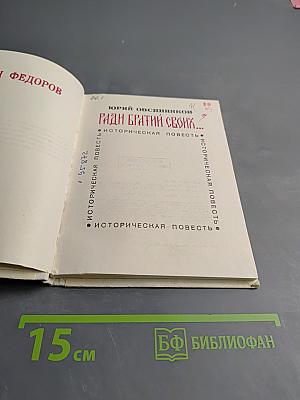 Н ФЕДОРОВ
ЮРИЙ ОВСЯННИКОВ
РАДИ БРАТИЙ СВОИХ...
• ИСТОРИЧЕСКАЯ ПОВЕСТЬ •
ИСТОРИЧЕСКАЯ ПОВЕСТЬ
ИСТОРИЧЕСКАЯ ПОВЕСТЬ
• ИСТОРИЧЕСКАЯ ПОВЕСТЬ •
15 см
БФ БИБЛИОФАН